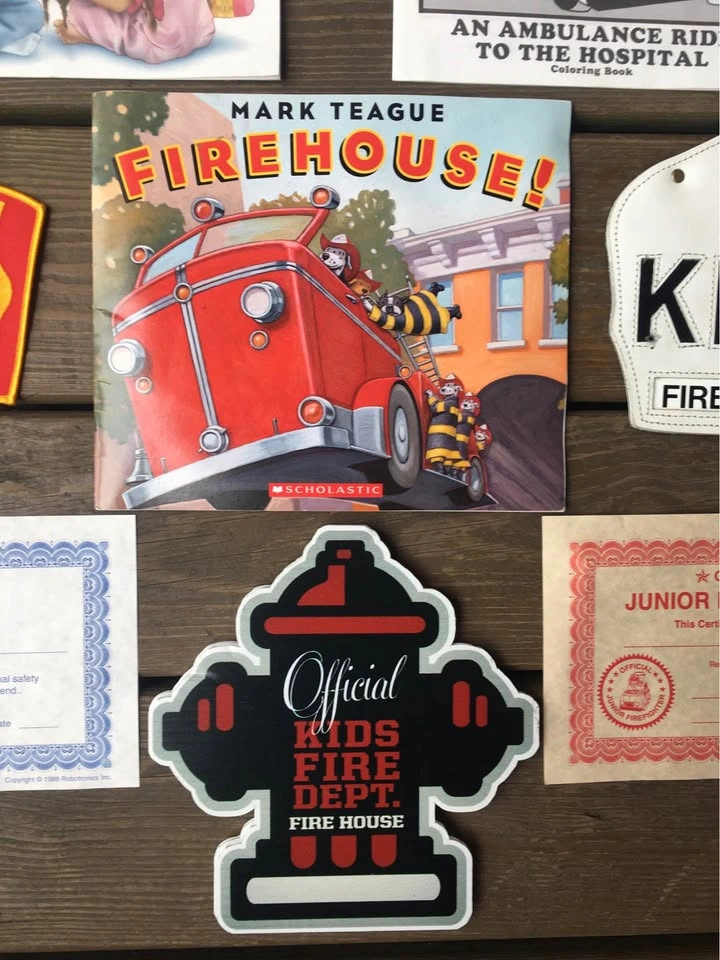 AN AMBULANCE RID
TO THE HOSPITAL
Coloring Book
MARK TEAGUE
FIREHOUSE!
SCHOLASTIC
K
FIRE
Official
KIDS
FIRE
DEPT.
FIRE HOUSE
al safety
end..
ate
Copyright © 1986 Robotronics Inc.
JUNIOR
This Certi
Re
OFFICIAL
JUNIOR FIREFIGHTER